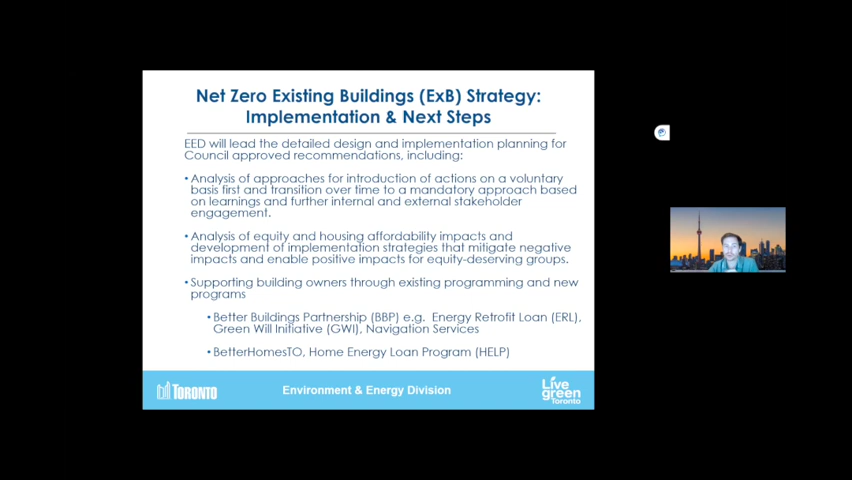 Net Zero Existing Buildings (ExB) Strategy:
Implementation & Next Steps
EED will lead the detailed design and implementation planning for
Council approved recommendations, including:
• Analysis of approaches for introduction of actions on a voluntary
basis first and transition over time to a mandatory approach based
on learnings and further internal and external stakeholder
engagement.
• Analysis of equity and housing affordability impacts and
development of implementation strategies that mitigate negative
impacts and enable positive impacts for equity-deserving groups.
• Supporting building owners through existing programming and new
programs
• Better Buildings Partnership (BBP) e.g. Energy Retrofit Loan (ERL),
Green Will Initiative (GWI), Navigation Services
• BetterHomesTO, Home Energy Loan Program (HELP)
TORONTO
Environment & Energy Division
Live
green
Toronto